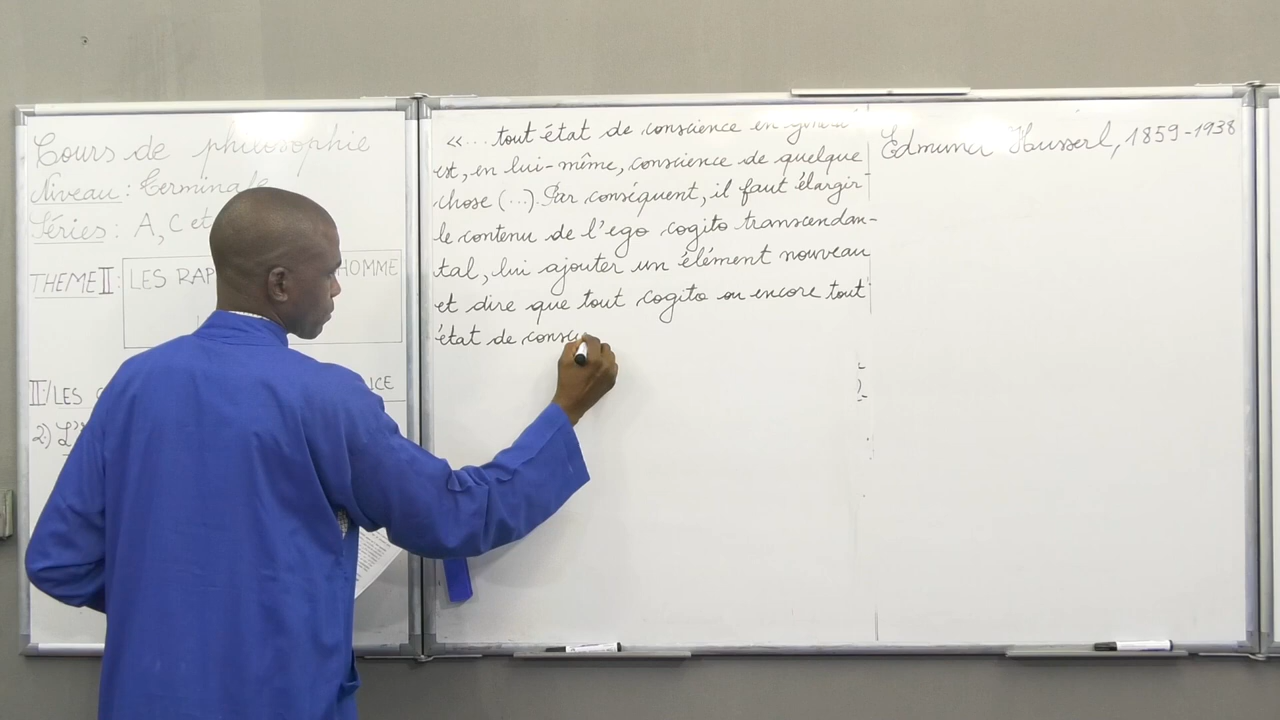 Cours de philosophie
Niveau : Terminale
Séries : A, C et
THEME II : LES RAP HOMME
II/ LES NCE
2) L'
«... tout état de conscience en général
est, en lui-même, conscience de quelque
chose (...). Par conséquent, il faut élargir
le contenu de l'ego cogito transcendan-
tal, lui ajouter un élément nouveau
et dire que tout cogito ou encore tout
état de consci
Edmund Husserl, 1859-1938